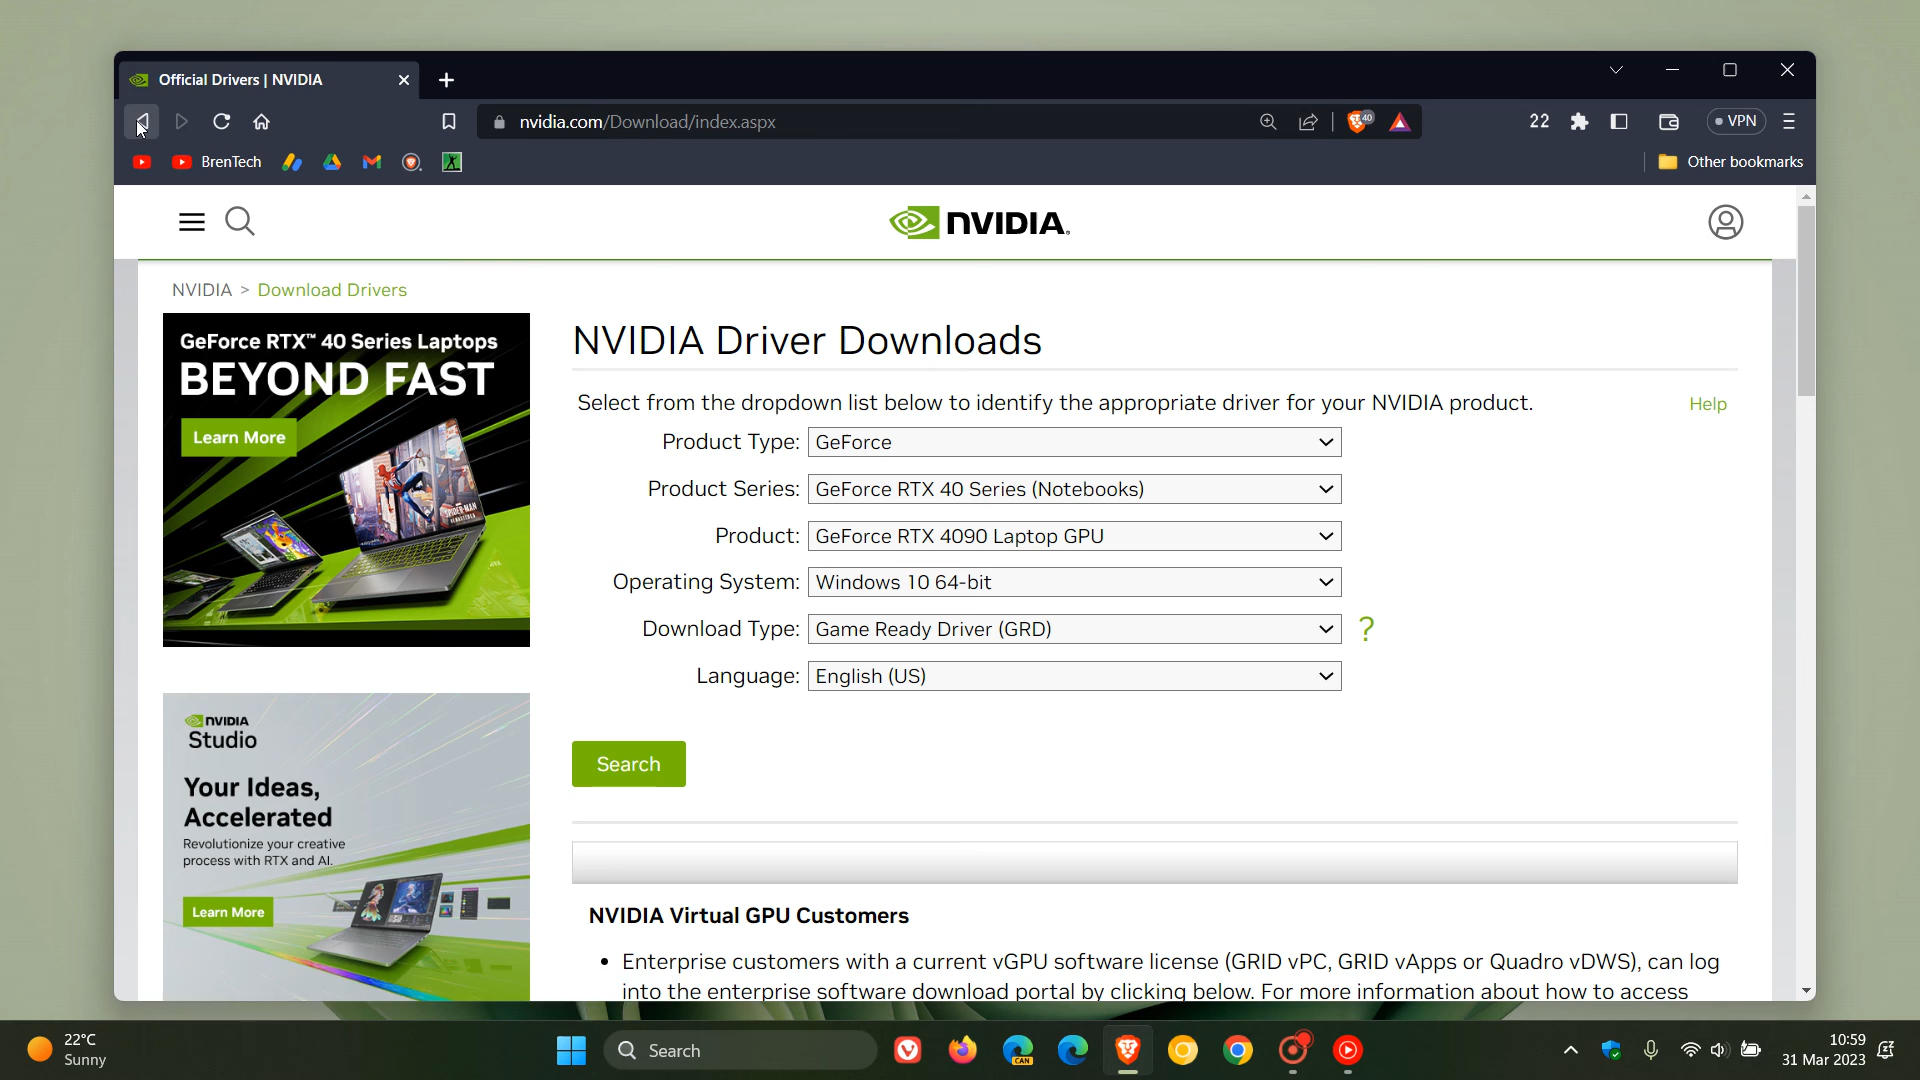 Official Drivers | NVIDIA
nvidia.com/Download/index.aspx
40
22
VPN
BrenTech
Other bookmarks
NVIDIA.
NVIDIA > Download Drivers
GeForce RTX™ 40 Series Laptops
BEYOND FAST
Learn More
SPIDER-MAN
NVIDIA Driver Downloads
Select from the dropdown list below to identify the appropriate driver for your NVIDIA product.
Help
Product Type: GeForce
Product Series: GeForce RTX 40 Series (Notebooks)
Product: GeForce RTX 4090 Laptop GPU
Operating System: Windows 10 64-bit
Download Type: Game Ready Driver (GRD) ?
Language: English (US)
Search
NVIDIA
Studio
Your Ideas,
Accelerated
Revolutionize your creative
process with RTX and AI.
Learn More
NVIDIA Virtual GPU Customers
• Enterprise customers with a current vGPU software license (GRID vPC, GRID vApps or Quadro vDWS), can log
into the enterprise software download portal by clicking below. For more information about how to access
22°C
Sunny
Search
CAN
10:59
31 Mar 2023